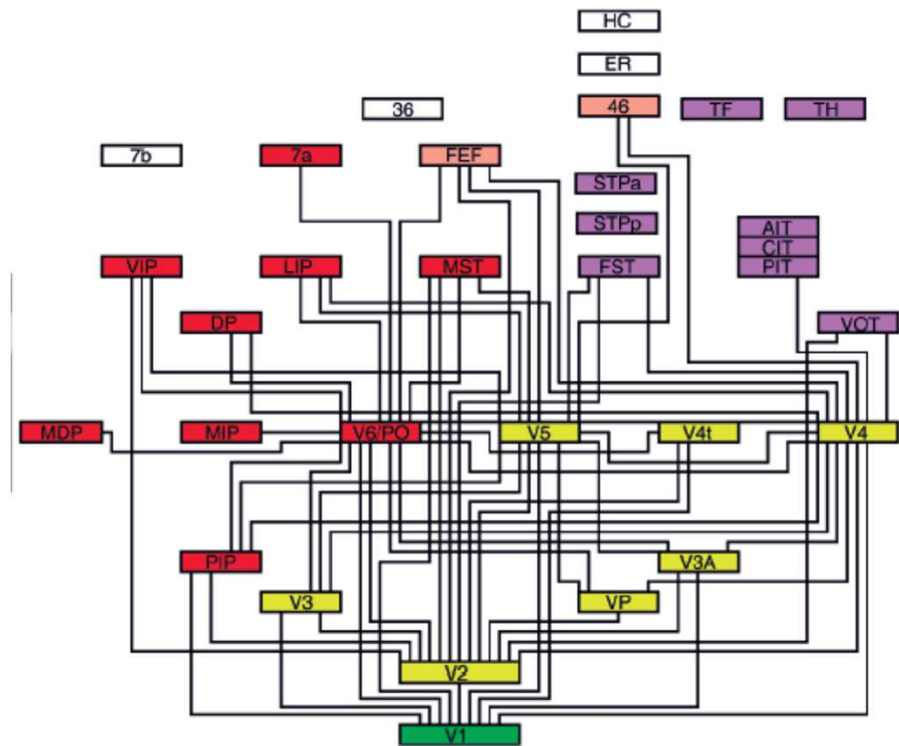 HC
ER
36
46
TF
TH
7b
7a
FEF
STPa
STPp
AIT
CIT
VIP
LIP
MST
FST
PIT
DP
VOT
MDP
MIP
V6/PO
V5
V4t
V4
PIP
V3A
V3
VP
V2
V1